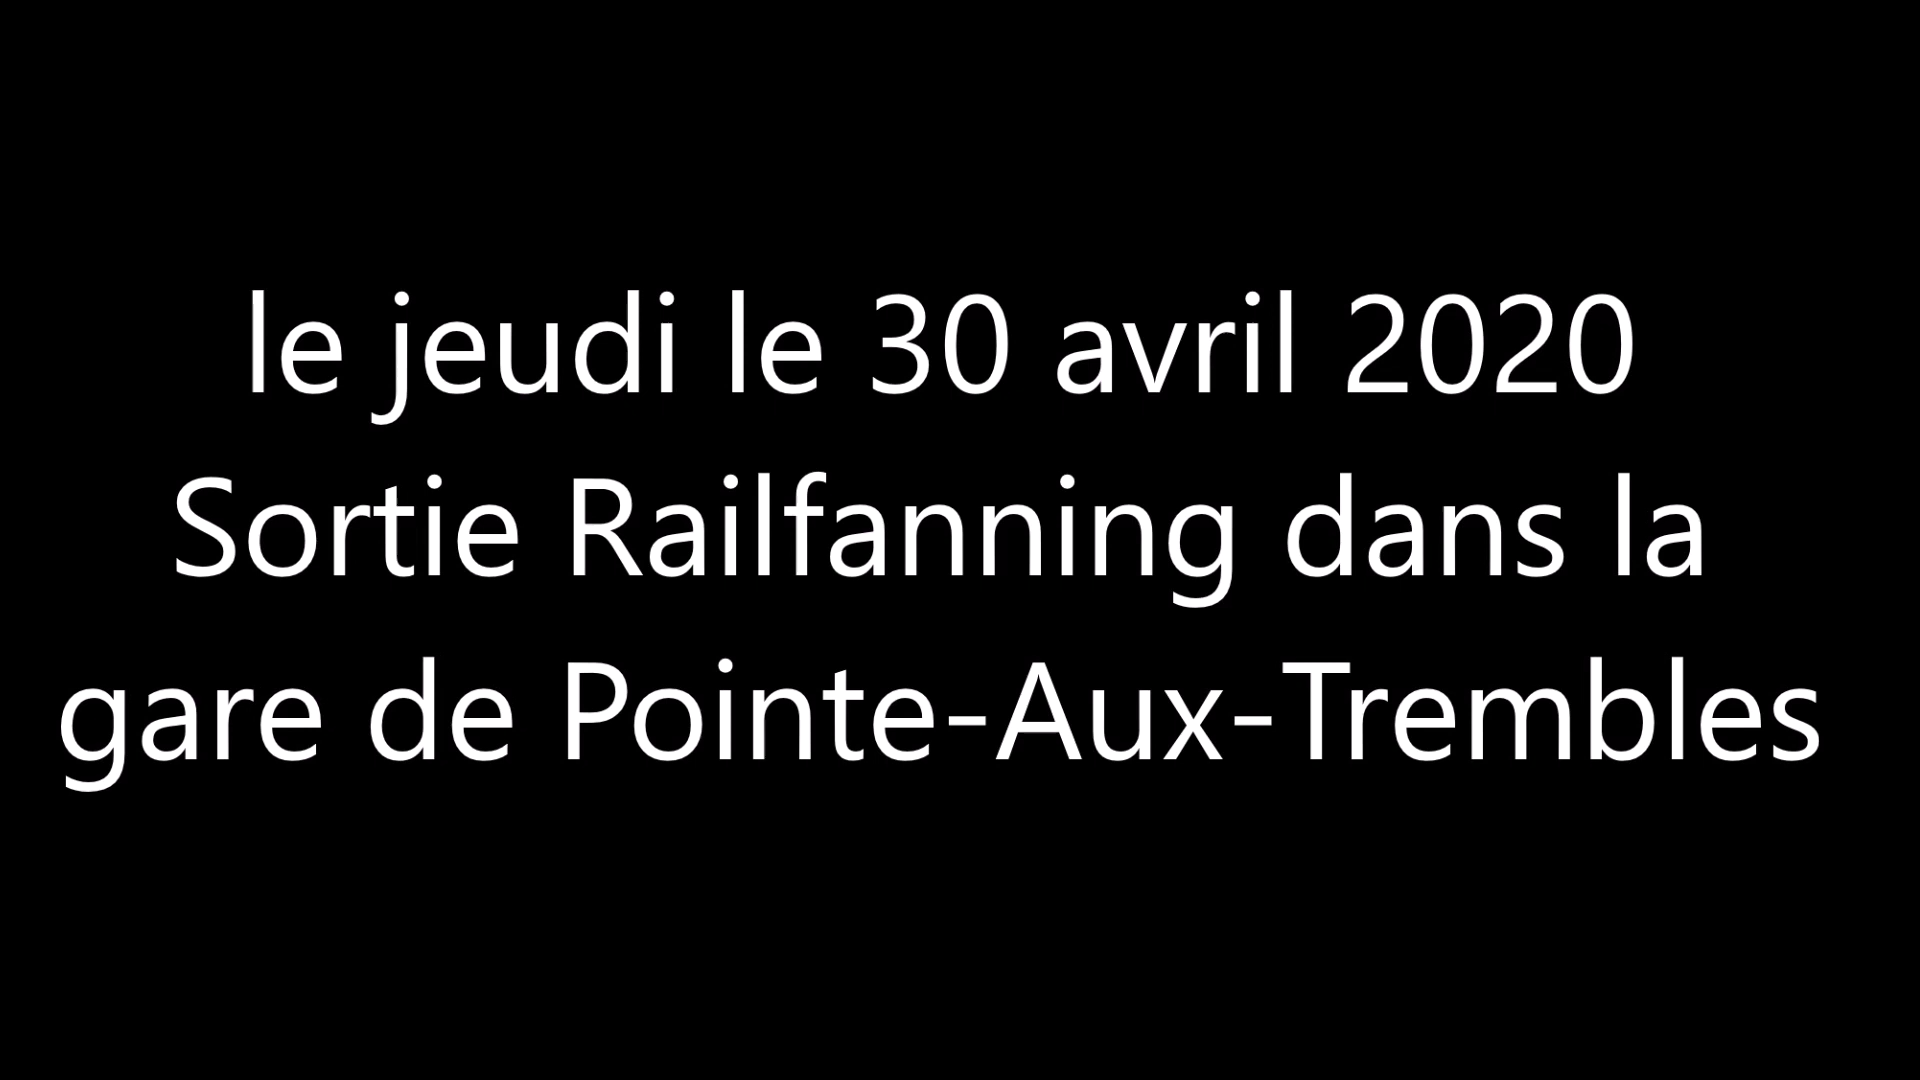 le jeudi le 30 avril 2020
Sortie Railfanning dans la
gare de Pointe-Aux-Trembles